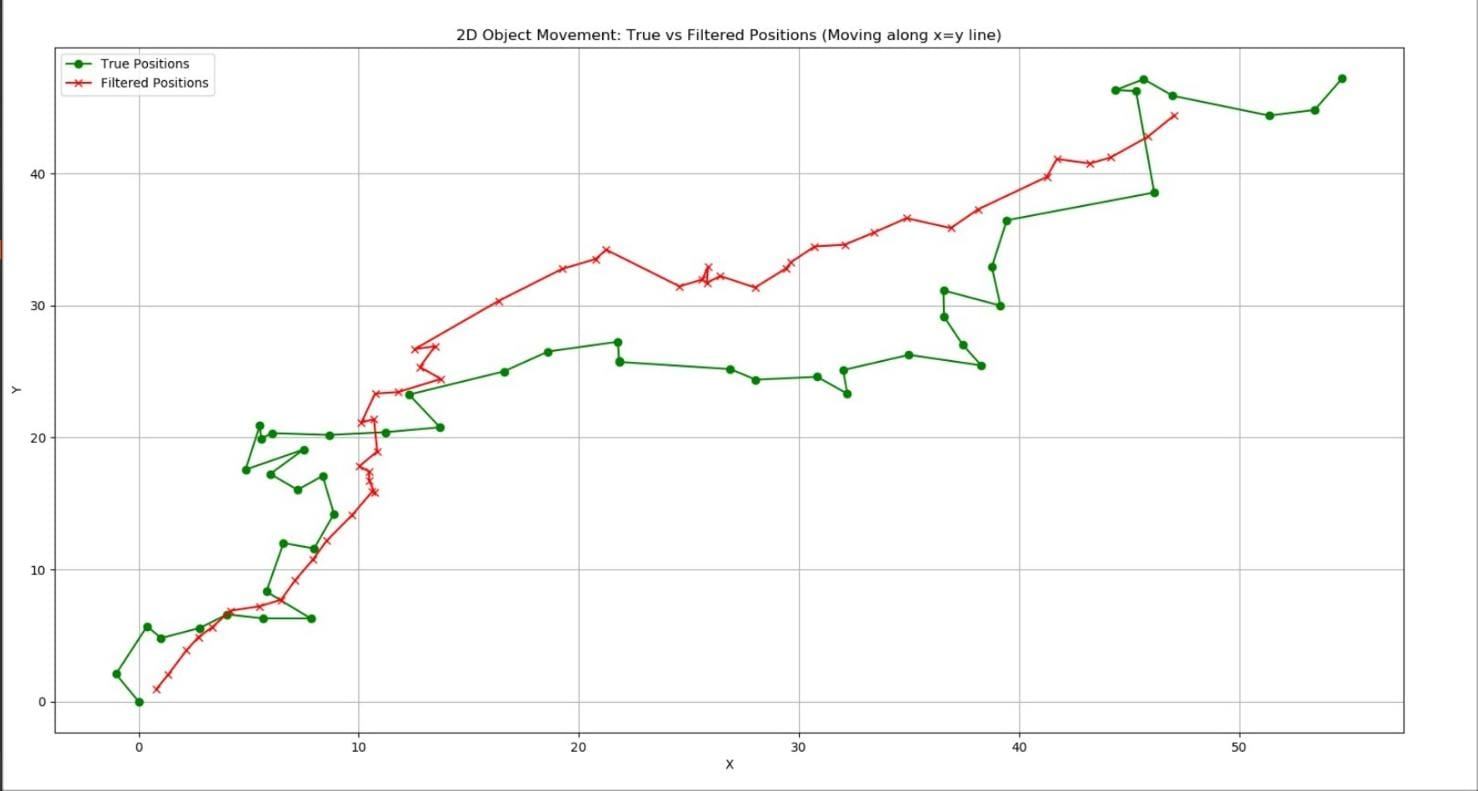 2D Object Movement: True vs Filtered Positions (Moving along x=y line)
True Positions
Filtered Positions
40
30
20
10
0
Y
0 10 20 30 40 50
X